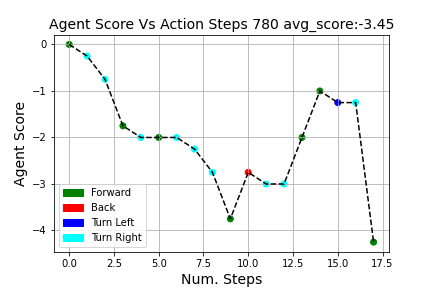 Agent Score Vs Action Steps 780 avg_score:-3.45
0
−1
−2
−3
−4
Agent Score
Forward
Back
Turn Left
Turn Right
0.0 2.5 5.0 7.5 10.0 12.5 15.0 17.5
Num. Steps